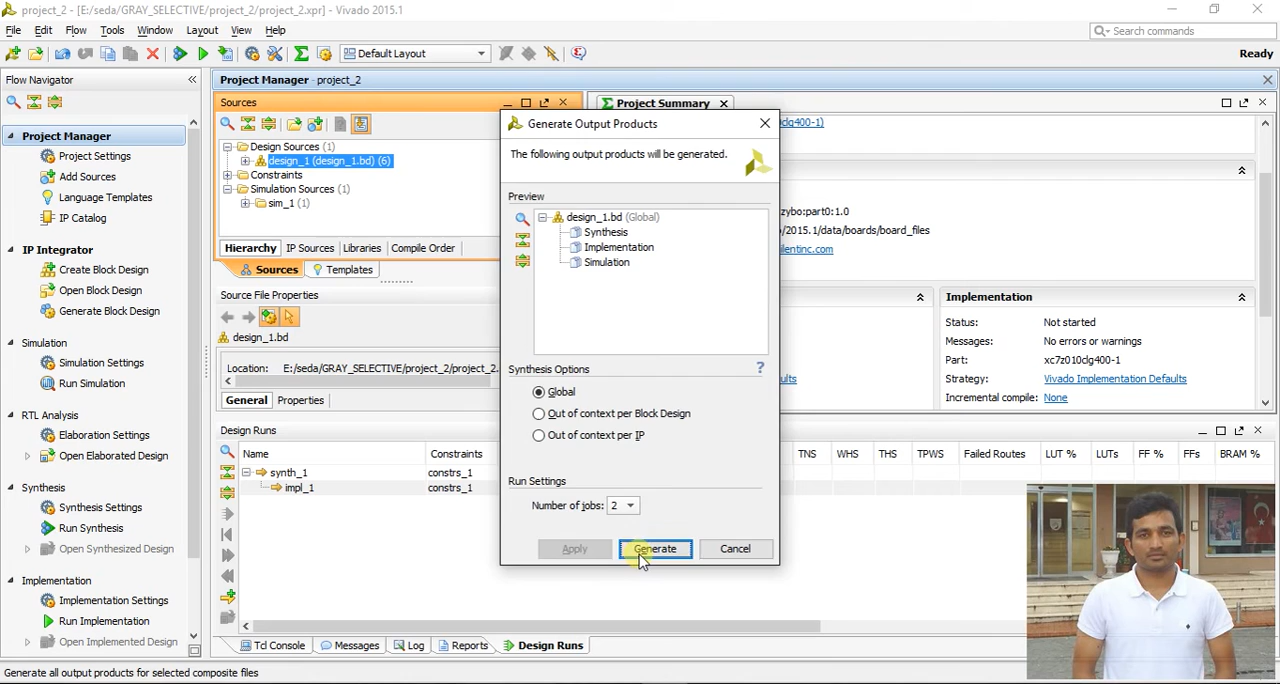 project_2 - [E:/seda/GRAY_SELECTIVE/project_2/project_2.xpr] - Vivado 2015.1
File Edit Flow Tools Window Layout View Help
Search commands
Default Layout
Ready
Flow Navigator
Project Manager
Project Settings
Add Sources
Language Templates
IP Catalog
IP Integrator
Create Block Design
Open Block Design
Generate Block Design
Simulation
Simulation Settings
Run Simulation
RTL Analysis
Elaboration Settings
Open Elaborated Design
Synthesis
Synthesis Settings
Run Synthesis
Open Synthesized Design
Implementation
Implementation Settings
Run Implementation
Open Implemented Design
Project Manager - project_2
Sources
Design Sources (1)
design_1 (design_1.bd) (6)
Constraints
Simulation Sources (1)
sim_1 (1)
Hierarchy IP Sources Libraries Compile Order
Sources Templates
Source File Properties
design_1.bd
Location: E:/seda/GRAY_SELECTIVE/project_2/project_2.
General Properties
Project Summary
clg400-1)
zybo:part0:1.0
o/2015.1/data/boards/board_files
ilentinc.com
aults
Implementation
Status: Not started
Messages: No errors or warnings
Part: xc7z010clg400-1
Strategy: Vivado Implementation Defaults
Incremental compile: None
Generate Output Products
The following output products will be generated.
Preview
design_1.bd (Global)
Synthesis
Implementation
Simulation
Synthesis Options
?
Global
Out of context per Block Design
Out of context per IP
Run Settings
Number of jobs: 2
Apply Generate Cancel
Design Runs
Name Constraints TNS WHS THS TPWS Failed Routes LUT % LUTs FF % FFs BRAM %
synth_1 constrs_1
impl_1 constrs_1
Tcl Console Messages Log Reports Design Runs
Generate all output products for selected composite files